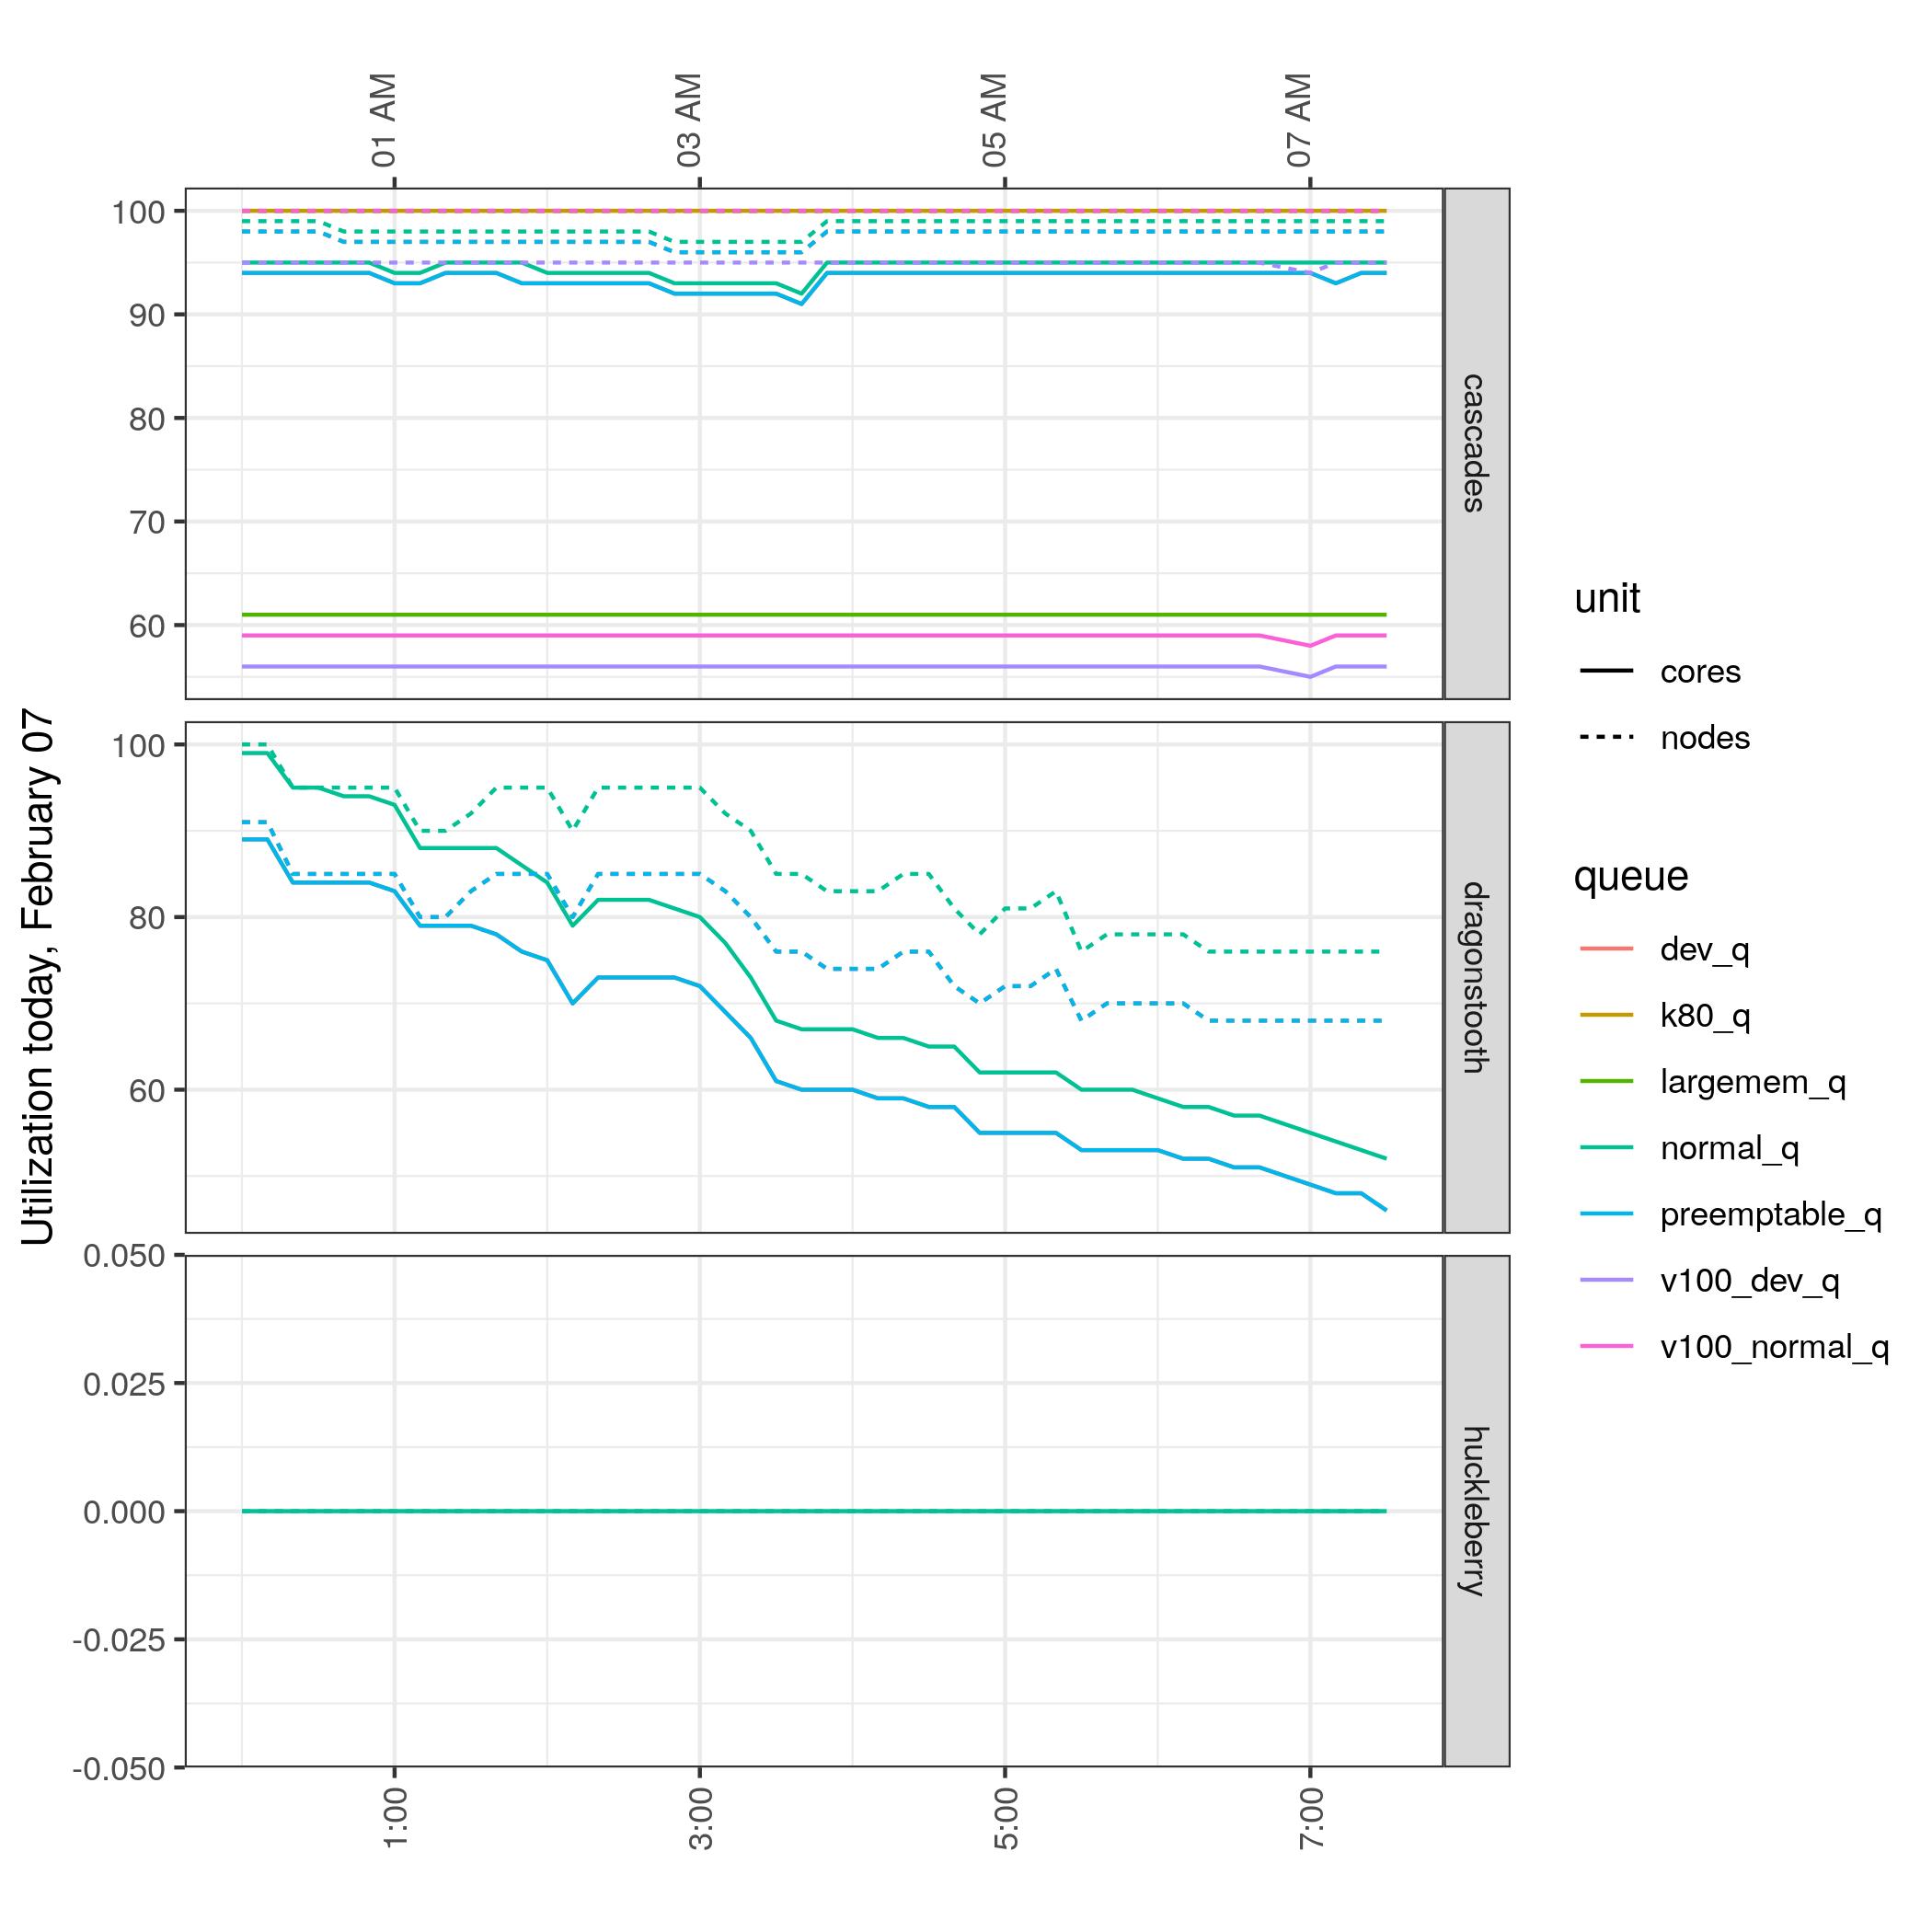 01 AM
03 AM
05 AM
07 AM
100
90
80
70
60
cascades
100
80
60
dragonstooth
0.050
0.025
0.000
-0.025
-0.050
huckleberry
1:00
3:00
5:00
7:00
Utilization today, February 07
unit
cores
nodes
queue
dev_q
k80_q
largemem_q
normal_q
preemptable_q
v100_dev_q
v100_normal_q